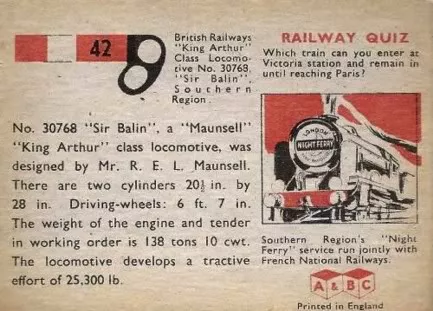 42
British Railways
"King Arthur"
Class Locomo-
tive No. 30768,
"Sir Balin",
Southern
Region.
No. 30768 "Sir Balin", a "Maunsell"
"King Arthur" class locomotive, was
designed by Mr. R. E. L. Maunsell.
There are two cylinders 20½ in. by
28 in. Driving-wheels: 6 ft. 7 in.
The weight of the engine and tender
in working order is 138 tons 10 cwt.
The locomotive develops a tractive
effort of 25,300 lb.
RAILWAY QUIZ
Which train can you enter at
Victoria station and remain in
until reaching Paris?
LONDON
NIGHT FERRY
Southern Region's "Night
Ferry" service run jointly with
French National Railways.
A & BC
Printed in England